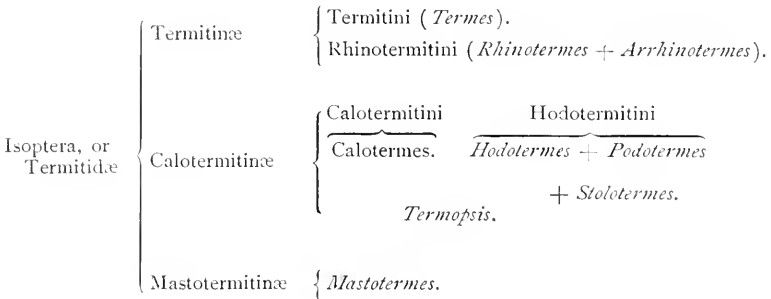 Termitinæ
Termitini (Termes).
Rhinotermitini (Rhinotermes + Arrhinotermes).
Isoptera, or
Termitidæ
Calotermitinæ
Calotermitini Hodotermitini
Calotermes. Hodotermes + Podotermes
+ Stolotermes.
Termopsis.
Mastotermitinæ
Mastotermes.